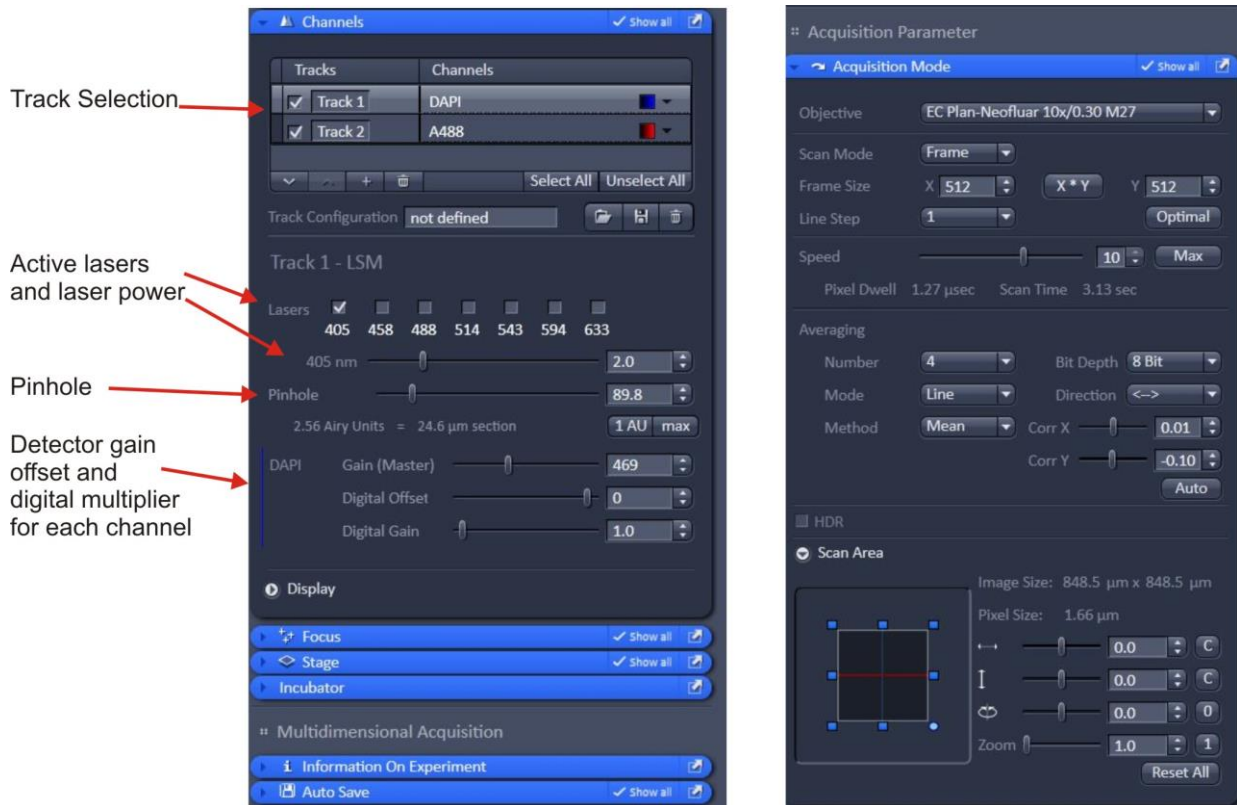 Track Selection
Active lasers
and laser power
Pinhole
Detector gain
offset and
digital multiplier
for each channel
Channels
Show all
Tracks Channels
Track 1 DAPI
Track 2 A488
+ Select All Unselect All
Track Configuration not defined
Track 1 - LSM
Lasers
405 458 488 514 543 594 633
405 nm 2.0
Pinhole 89.8
2.56 Airy Units = 24.6 µm section 1 AU max
DAPI Gain (Master) 469
Digital Offset 0
Digital Gain 1.0
Display
Focus Show all
Stage Show all
Incubator
Multidimensional Acquisition
i Information On Experiment
Auto Save Show all
Acquisition Parameter
Acquisition Mode Show all
Objective EC Plan-Neofluar 10x/0.30 M27
Scan Mode Frame
Frame Size X 512 X * Y Y 512
Line Step 1 Optimal
Speed 10 Max
Pixel Dwell 1.27 µsec Scan Time 3.13 sec
Averaging
Number 4 Bit Depth 8 Bit
Mode Line Direction <-->
Method Mean Corr X 0.01
Corr Y -0.10
Auto
HDR
Scan Area
Image Size: 848.5 µm x 848.5 µm
Pixel Size: 1.66 µm
0.0 C
0.0 C
0.0 0
Zoom 1.0 1
Reset All